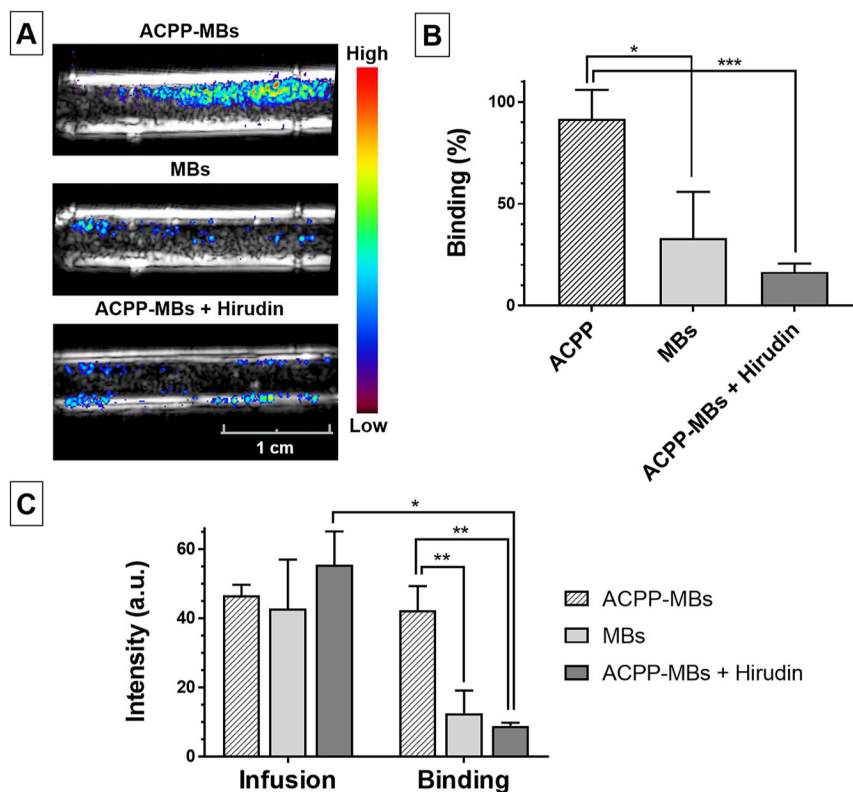 A
ACPP-MBs
High
MBs
ACPP-MBs + Hirudin
Low
1 cm
B
*
***
Binding (%)
100
50
0
ACPP
MBs
ACPP-MBs + Hirudin
C
*
**
**
Intensity (a.u.)
60
40
20
0
Infusion
Binding
ACPP-MBs
MBs
ACPP-MBs + Hirudin